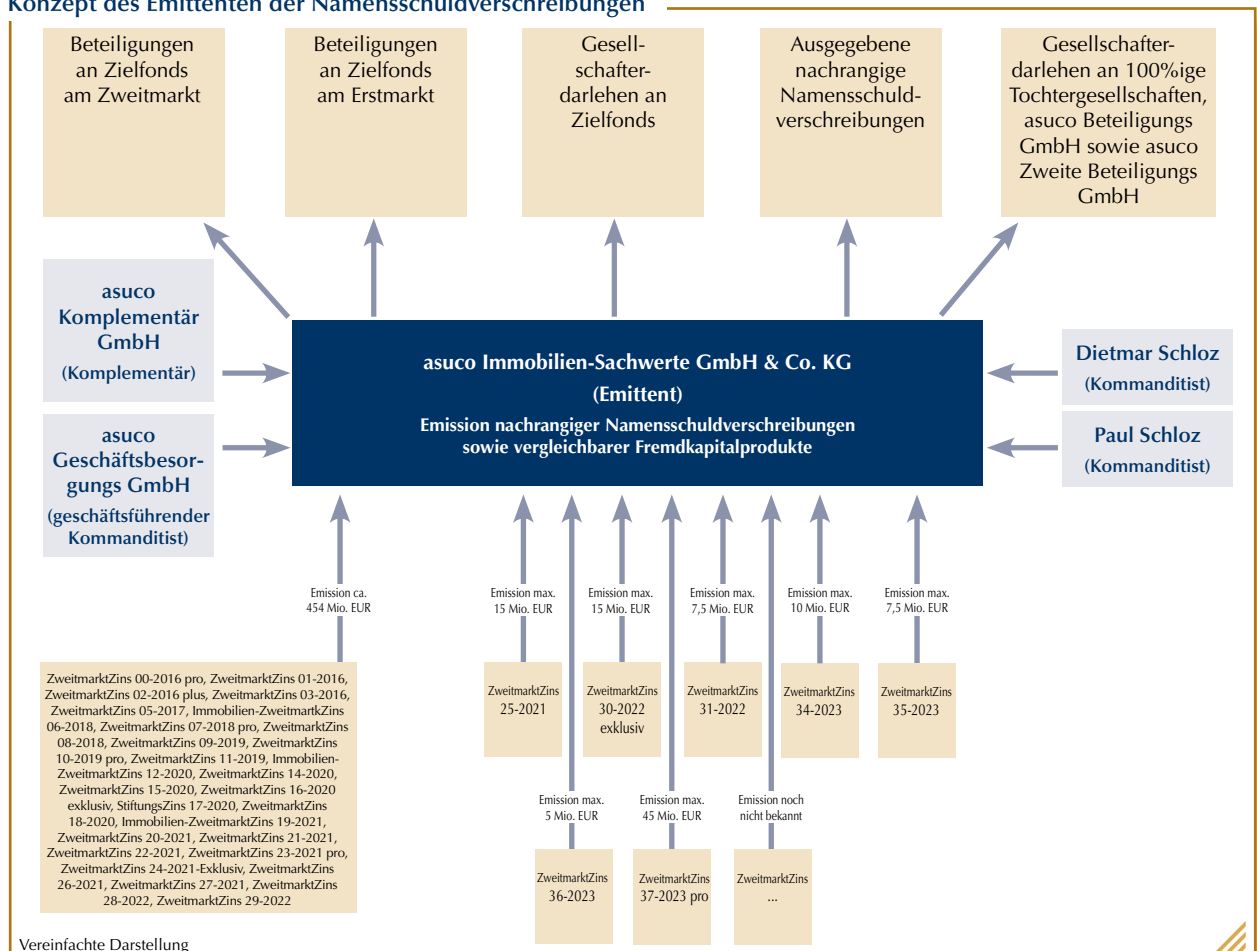 Konzept des Emittenten der Namensschuldverschreibungen
Beteiligungen
an Zielfonds
am Zweitmarkt
Beteiligungen
an Zielfonds
am Erstmarkt
Gesell-
schafter-
darlehen an
Zielfonds
Ausgegebene
nachrangige
Namensschuld-
verschreibungen
Gesellschafter-
darlehen an 100%ige
Tochtergesellschaften,
asuco Beteiligungs
GmbH sowie asuco
Zweite Beteiligungs
GmbH
asuco
Komplementär
GmbH
(Komplementär)
asuco
Geschäftsbesor-
gungs GmbH
(geschäftsführender
Kommanditist)
asuco Immobilien-Sachwerte GmbH & Co. KG
(Emittent)
Emission nachrangiger Namensschuldverschreibungen
sowie vergleichbarer Fremdkapitalprodukte
Dietmar Schloz
(Kommanditist)
Paul Schloz
(Kommanditist)
Emission ca.
454 Mio. EUR
Emission max.
15 Mio. EUR
Emission max.
15 Mio. EUR
Emission max.
7,5 Mio. EUR
Emission max.
10 Mio. EUR
Emission max.
7,5 Mio. EUR
ZweitmarktZins 00-2016 pro, ZweitmarktZins 01-2016,
ZweitmarktZins 02-2016 plus, ZweitmarktZins 03-2016,
ZweitmarktZins 05-2017, Immobilien-ZweimartkZins
06-2018, ZweitmarktZins 07-2018 pro, ZweitmarktZins
08-2018, ZweitmarktZins 09-2019, ZweitmarktZins
10-2019 pro, ZweitmarktZins 11-2019, Immobilien-
ZweitmarktZins 12-2020, ZweitmarktZins 14-2020,
ZweitmarktZins 15-2020, ZweitmarktZins 16-2020
exklusiv, StiftungsZins 17-2020, ZweitmarktZins
18-2020, Immobilien-ZweitmarktZins 19-2021,
ZweitmarktZins 20-2021, ZweitmarktZins 21-2021,
ZweitmarktZins 22-2021, ZweitmarktZins 23-2021 pro,
ZweitmarktZins 24-2021-Exklusiv, ZweitmarktZins
26-2021, ZweitmarktZins 27-2021, ZweitmarktZins
28-2022, ZweitmarktZins 29-2022
ZweitmarktZins
25-2021
ZweitmarktZins
30-2022
exklusiv
ZweitmarktZins
31-2022
ZweitmarktZins
34-2023
ZweitmarktZins
35-2023
Emission max.
5 Mio. EUR
Emission max.
45 Mio. EUR
Emission noch
nicht bekannt
ZweitmarktZins
36-2023
ZweitmarktZins
37-2023 pro
ZweitmarktZins
...
Vereinfachte Darstellung